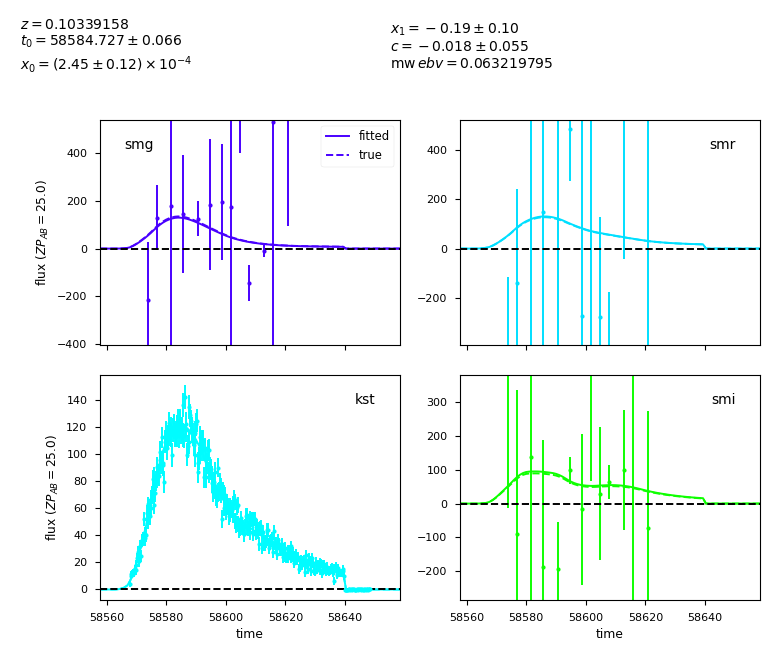 z = 0.10339158
t₀ = 58584.727 ± 0.066
x₀ = (2.45 ± 0.12) × 10⁻⁴
x₁ = −0.19 ± 0.10
c = −0.018 ± 0.055
mw ebv = 0.063219795
smg
fitted
true
400
200
0
−200
−400
flux (ZP_AB = 25.0)
smr
400
200
0
−200
kst
140
120
100
80
60
40
20
0
flux (ZP_AB = 25.0)
58560 58580 58600 58620 58640
time
smi
300
200
100
0
−100
−200
58560 58580 58600 58620 58640
time